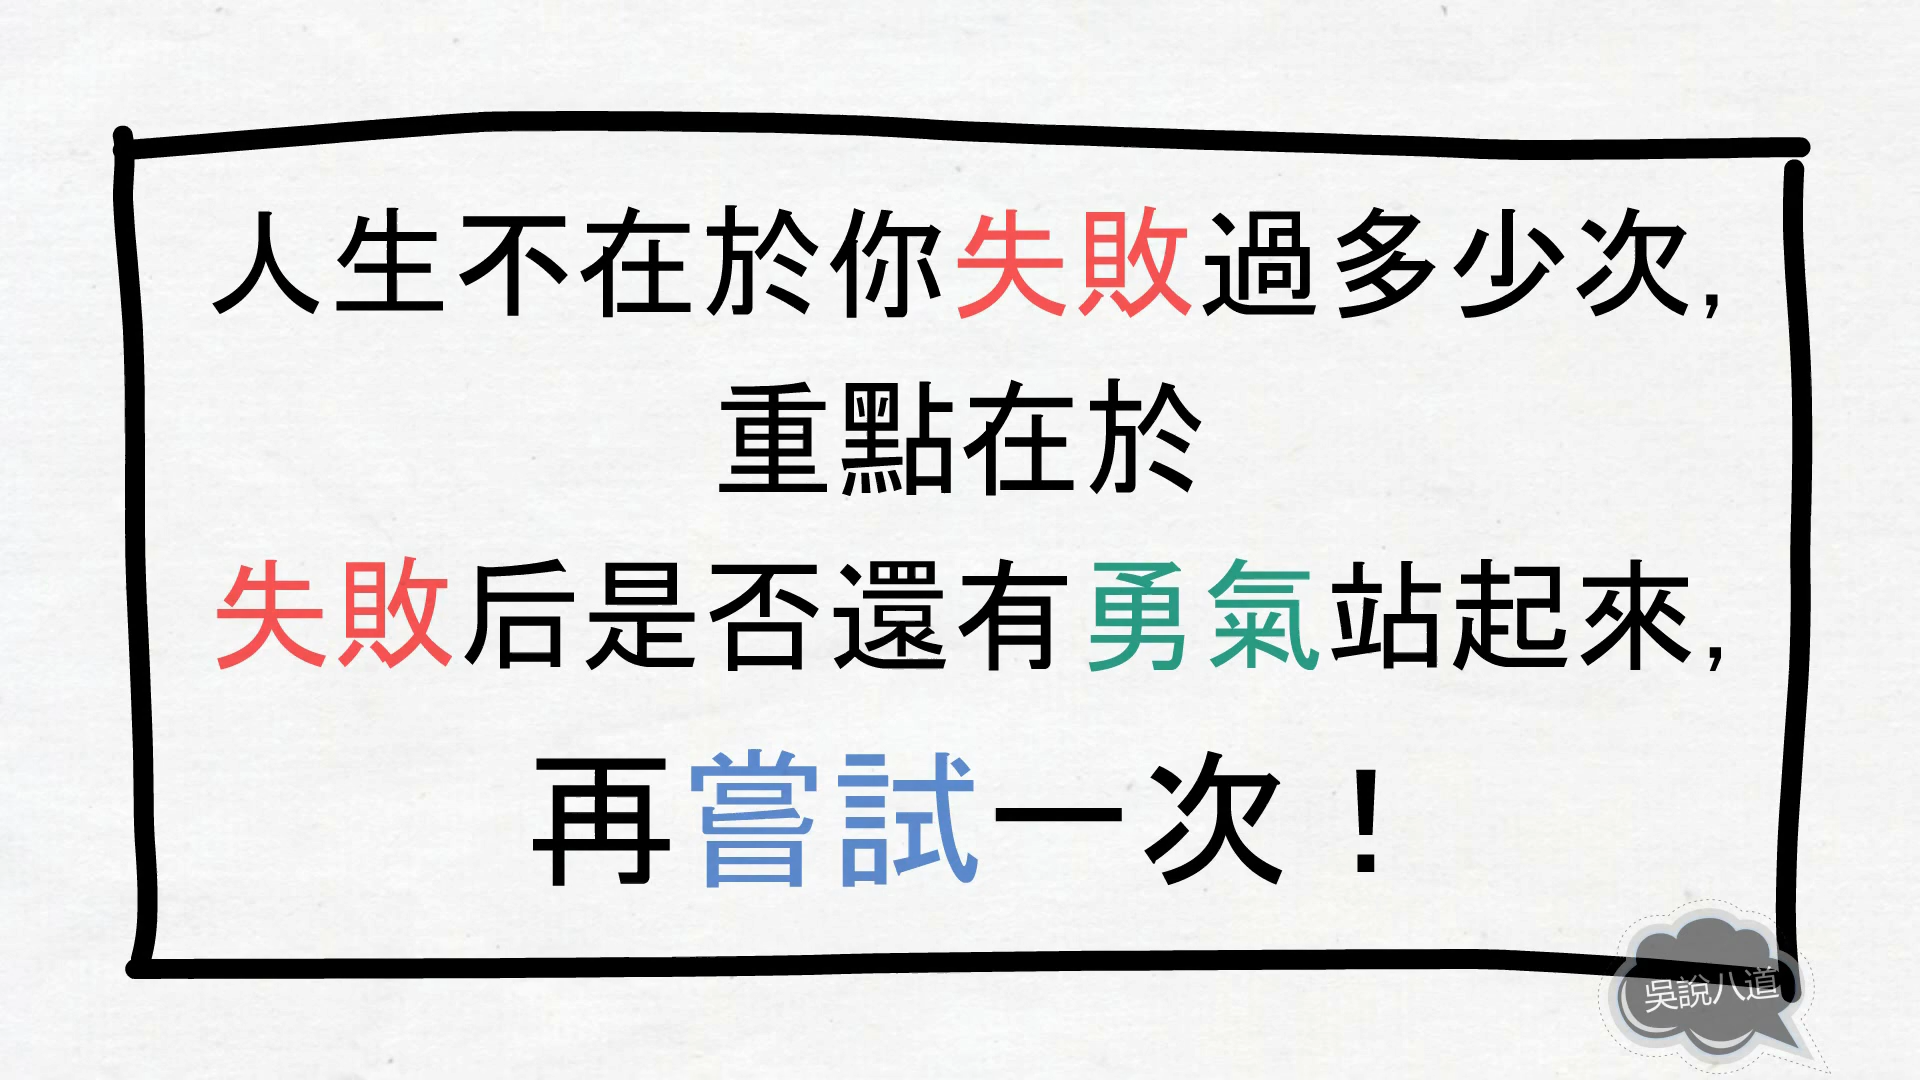 人生不在於你失敗過多少次,
重點在於
失敗后是否還有勇氣站起來,
再嘗試一次！
吳說八道